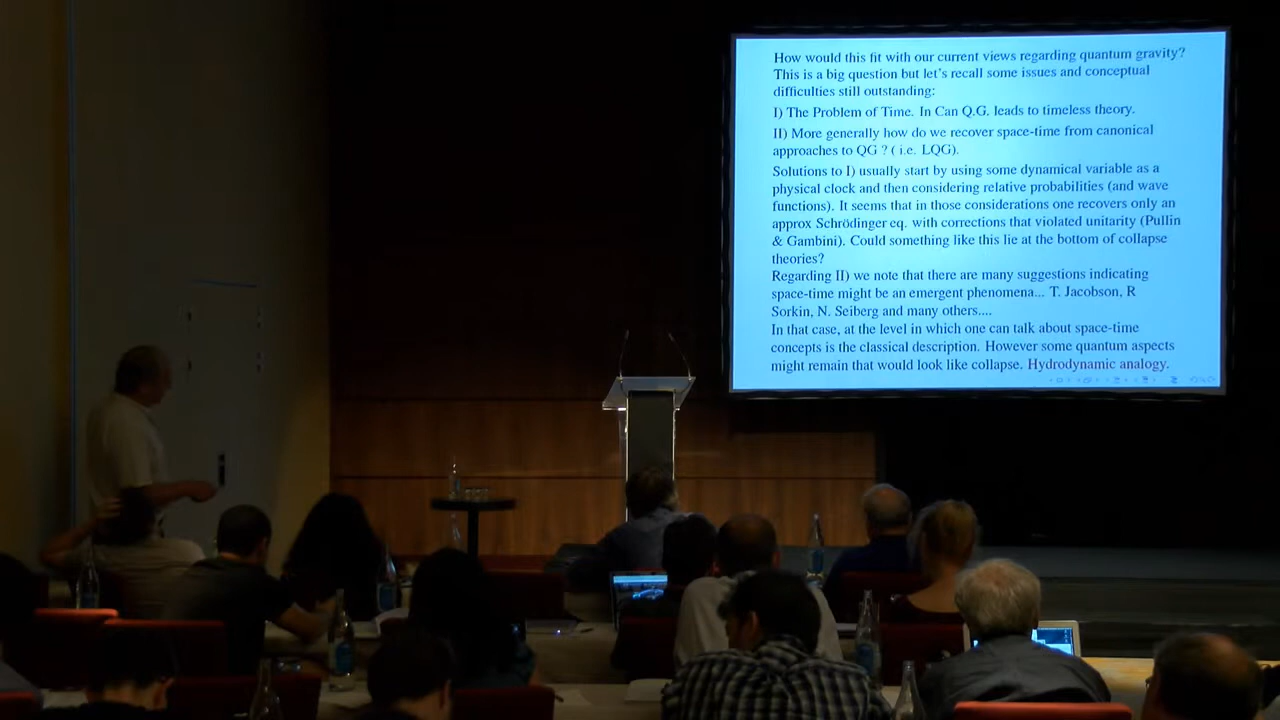 How would this fit with our current views regarding quantum gravity?
This is a big question but let's recall some issues and conceptual
difficulties still outstanding:
I) The Problem of Time. In Can Q.G. leads to timeless theory.
II) More generally how do we recover space-time from canonical
approaches to QG ? ( i.e. LQG).
Solutions to I) usually start by using some dynamical variable as a
physical clock and then considering relative probabilities (and wave
functions). It seems that in those considerations one recovers only an
approx Schrödinger eq. with corrections that violated unitarity (Pullin
& Gambini). Could something like this lie at the bottom of collapse
theories?
Regarding II) we note that there are many suggestions indicating
space-time might be an emergent phenomena... T. Jacobson, R
Sorkin, N. Seiberg and many others....
In that case, at the level in which one can talk about space-time
concepts is the classical description. However some quantum aspects
might remain that would look like collapse. Hydrodynamic analogy.